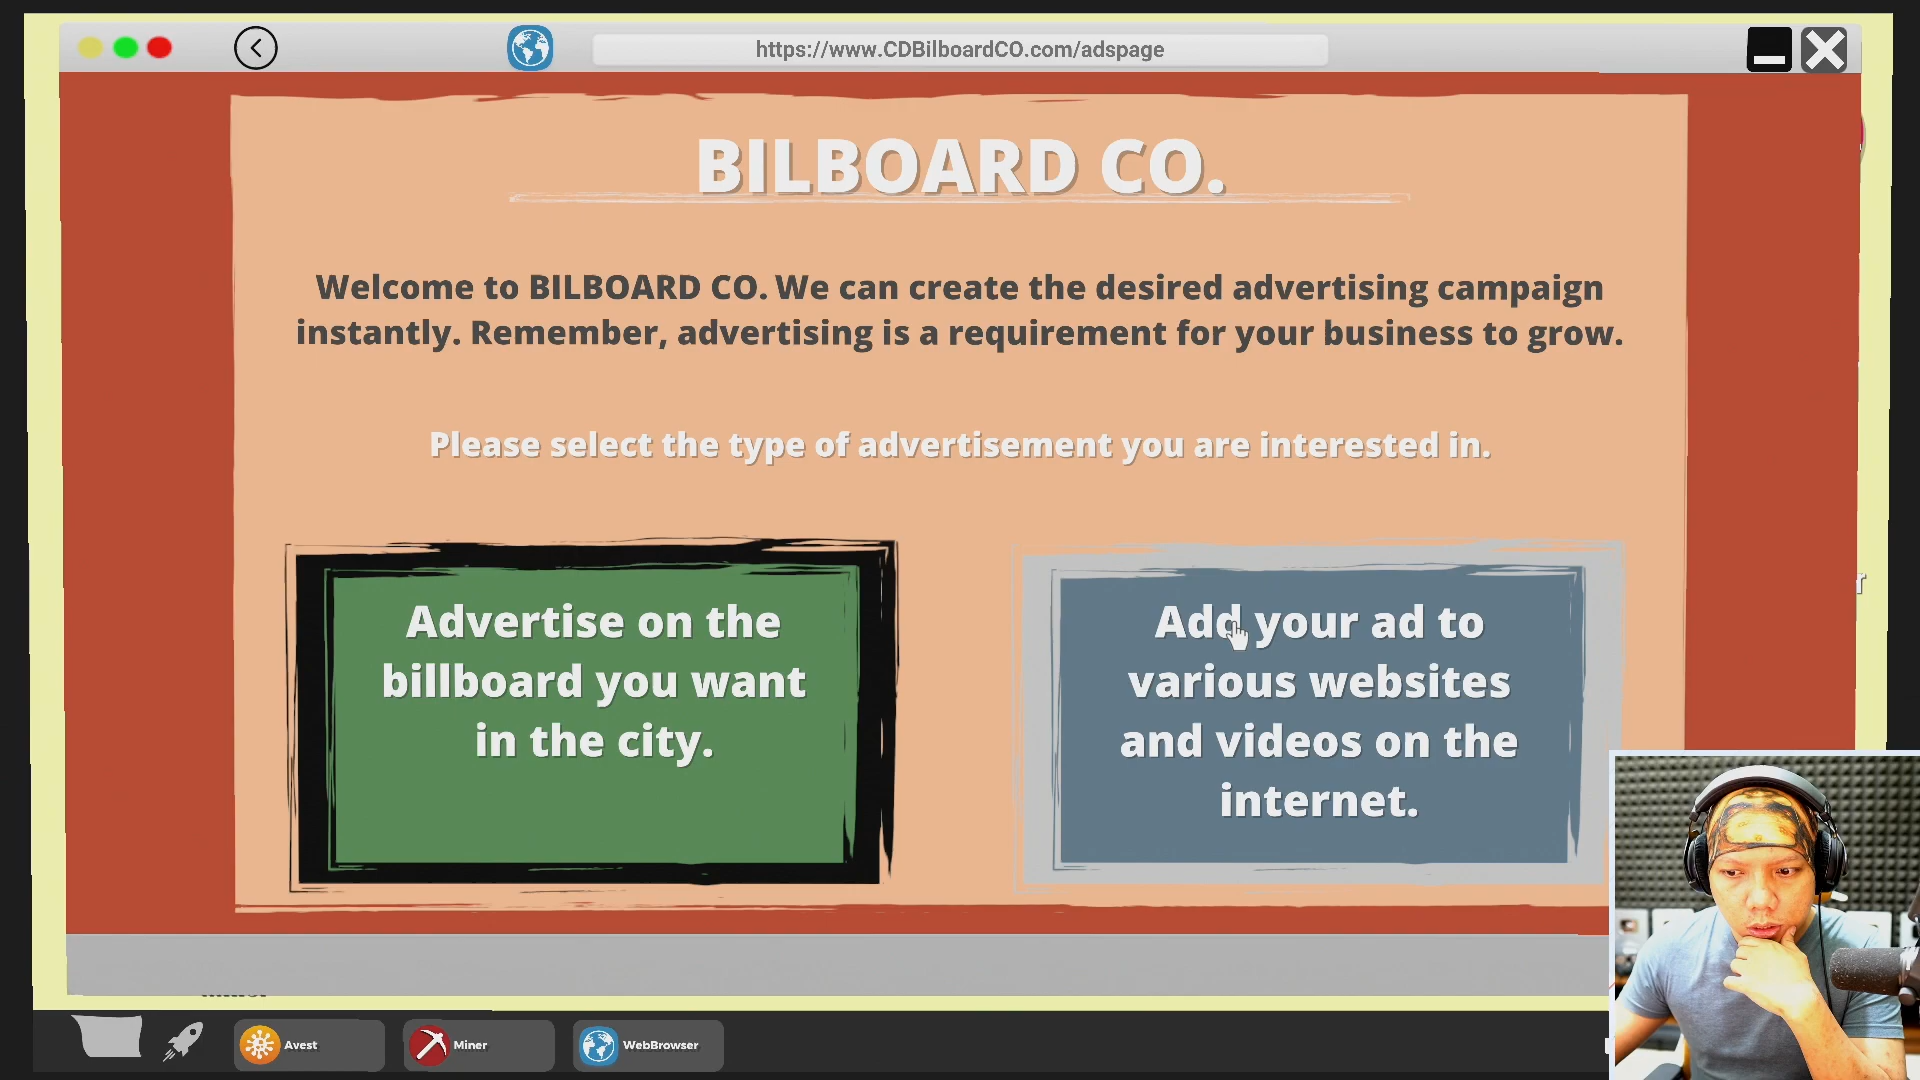 https://www.CDBilboardCO.com/adspage
BILBOARD CO.
Welcome to BILBOARD CO. We can create the desired advertising campaign
instantly. Remember, advertising is a requirement for your business to grow.
Please select the type of advertisement you are interested in.
Advertise on the
billboard you want
in the city.
Add your ad to
various websites
and videos on the
internet.
Avest
Miner
WebBrowser